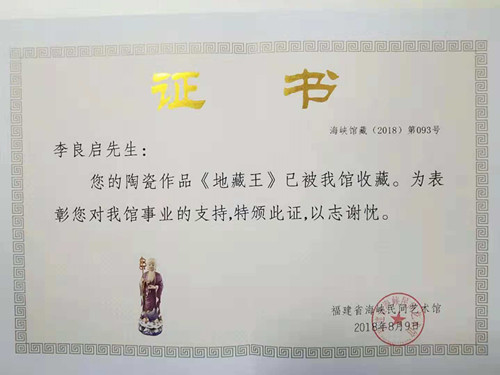 证 书
海峡馆藏（2018）第093号
李良启先生：
您的陶瓷作品《地藏王》已被我馆收藏。为表
彰您对我馆事业的支持,特颁此证,以志谢忱。
福建省海峡民间艺术馆
2018年8月9日